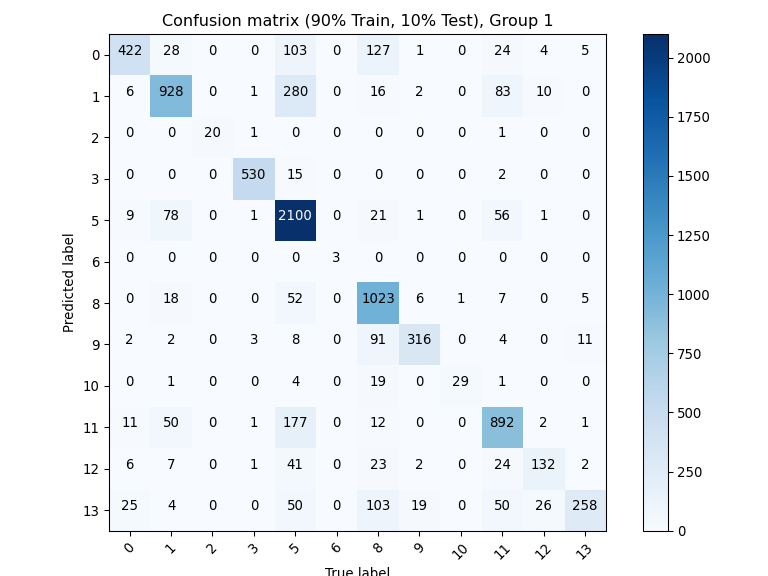 Confusion matrix (90% Train, 10% Test), Group 1
0 422 28 0 0 103 0 127 1 0 24 4 5
1 6 928 0 1 280 0 16 2 0 83 10 0
2 0 0 20 1 0 0 0 0 0 1 0 0
3 0 0 0 530 15 0 0 0 0 2 0 0
5 9 78 0 1 2100 0 21 1 0 56 1 0
6 0 0 0 0 0 3 0 0 0 0 0 0
8 0 18 0 0 52 0 1023 6 1 7 0 5
9 2 2 0 3 8 0 91 316 0 4 0 11
10 0 1 0 0 4 0 19 0 29 1 0 0
11 11 50 0 1 177 0 12 0 0 892 2 1
12 6 7 0 1 41 0 23 2 0 24 132 2
13 25 4 0 0 50 0 103 19 0 50 26 258
0 1 2 3 5 6 8 9 10 11 12 13
True label
Predicted label
2000
1750
1500
1250
1000
750
500
250
0